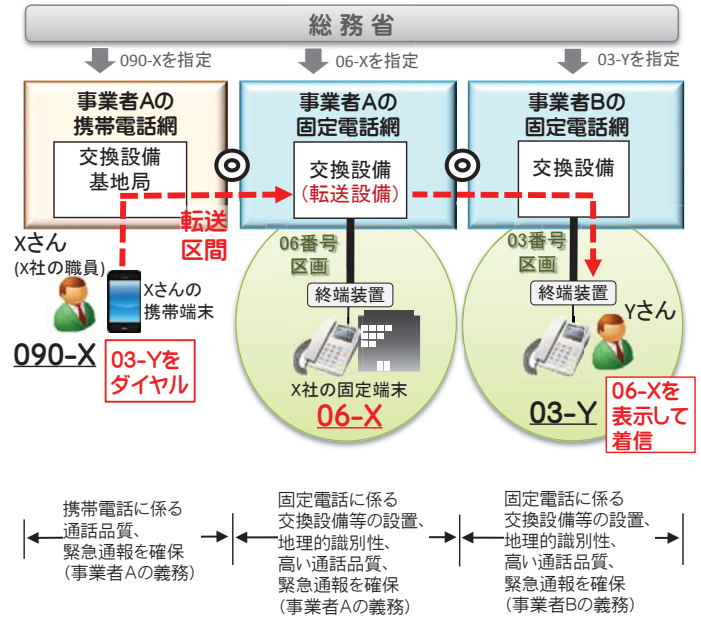 総務省
090-Xを指定
06-Xを指定
03-Yを指定
事業者Aの
携帯電話網
事業者Aの
固定電話網
事業者Bの
固定電話網
交換設備
基地局
交換設備
(転送設備)
交換設備
転送
区間
06番号
区画
03番号
区画
Xさん
(X社の職員)
Xさんの
携帯端末
終端装置
終端装置
Yさん
090-X
03-Yを
ダイヤル
X社の固定端末
06-X
03-Y
06-Xを
表示して
着信
携帯電話に係る
通話品質、
緊急通報を確保
(事業者Aの義務)
固定電話に係る
交換設備等の設置、
地理的識別性、
高い通話品質、
緊急通報を確保
(事業者Aの義務)
固定電話に係る
交換設備等の設置、
地理的識別性、
高い通話品質、
緊急通報を確保
(事業者Bの義務)